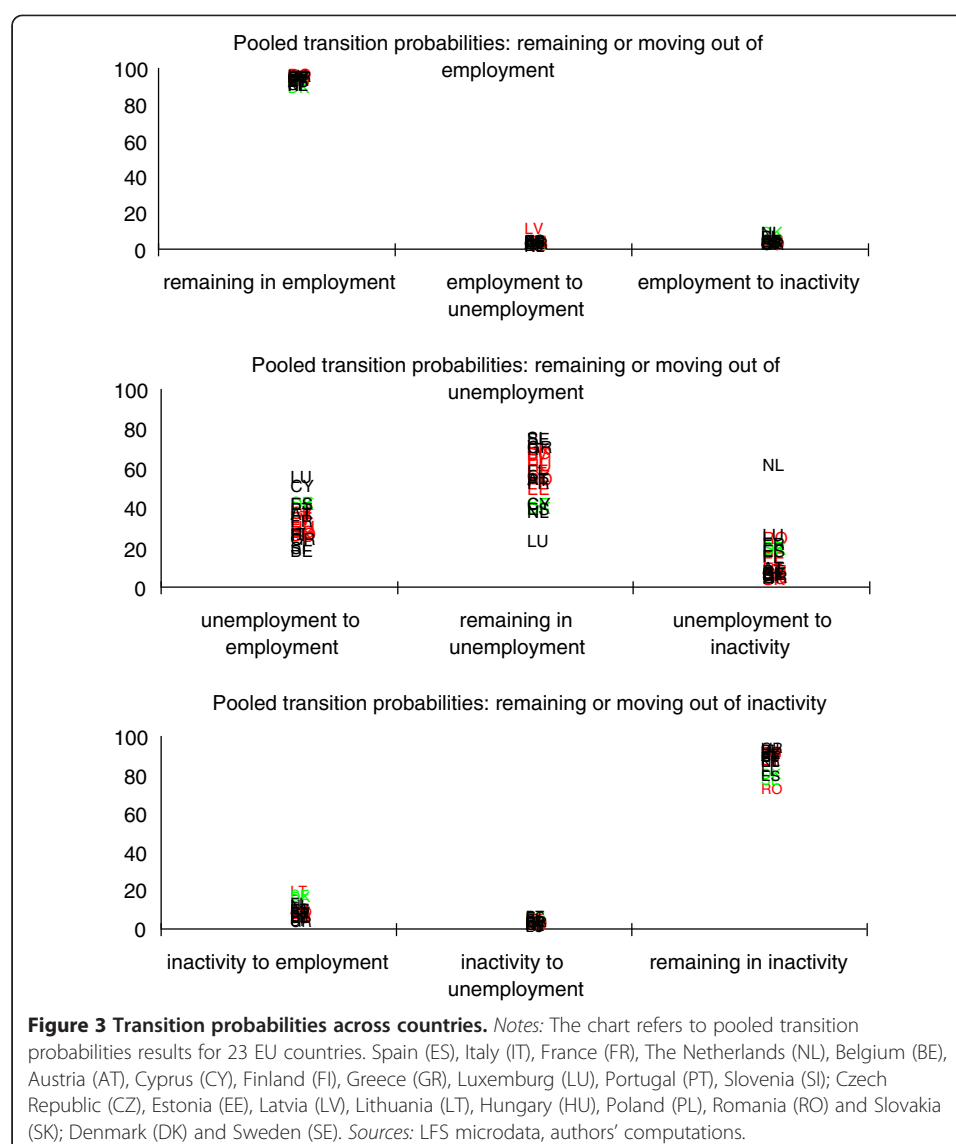 Pooled transition probabilities: remaining or moving out of
employment
100
80
60
40
20
0
LV
remaining in employment
employment to
unemployment
employment to inactivity
Pooled transition probabilities: remaining or moving out of
unemployment
100
80
60
40
20
0
LU
CY
BE
SE
NL
LU
NL
LU
unemployment to
employment
remaining in
unemployment
unemployment to
inactivity
Pooled transition probabilities: remaining or moving out of inactivity
100
80
60
40
20
0
LT
ES
RO
inactivity to employment
inactivity to
unemployment
remaining in inactivity
Figure 3 Transition probabilities across countries. Notes: The chart refers to pooled transition
probabilities results for 23 EU countries. Spain (ES), Italy (IT), France (FR), The Netherlands (NL), Belgium (BE),
Austria (AT), Cyprus (CY), Finland (FI), Greece (GR), Luxemburg (LU), Portugal (PT), Slovenia (SI); Czech
Republic (CZ), Estonia (EE), Latvia (LV), Lithuania (LT), Hungary (HU), Poland (PL), Romania (RO) and Slovakia
(SK); Denmark (DK) and Sweden (SE). Sources: LFS microdata, authors' computations.